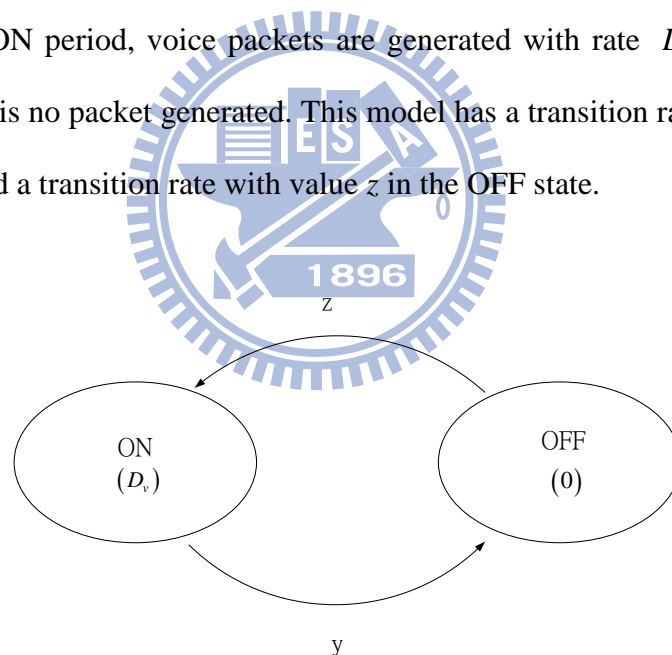 ON period, voice packets are generated with rate
is no packet generated. This model has a transition
a transition rate with value z in the OFF state.
E S A
1896
z
ON
(D_v)
OFF
(0)
y